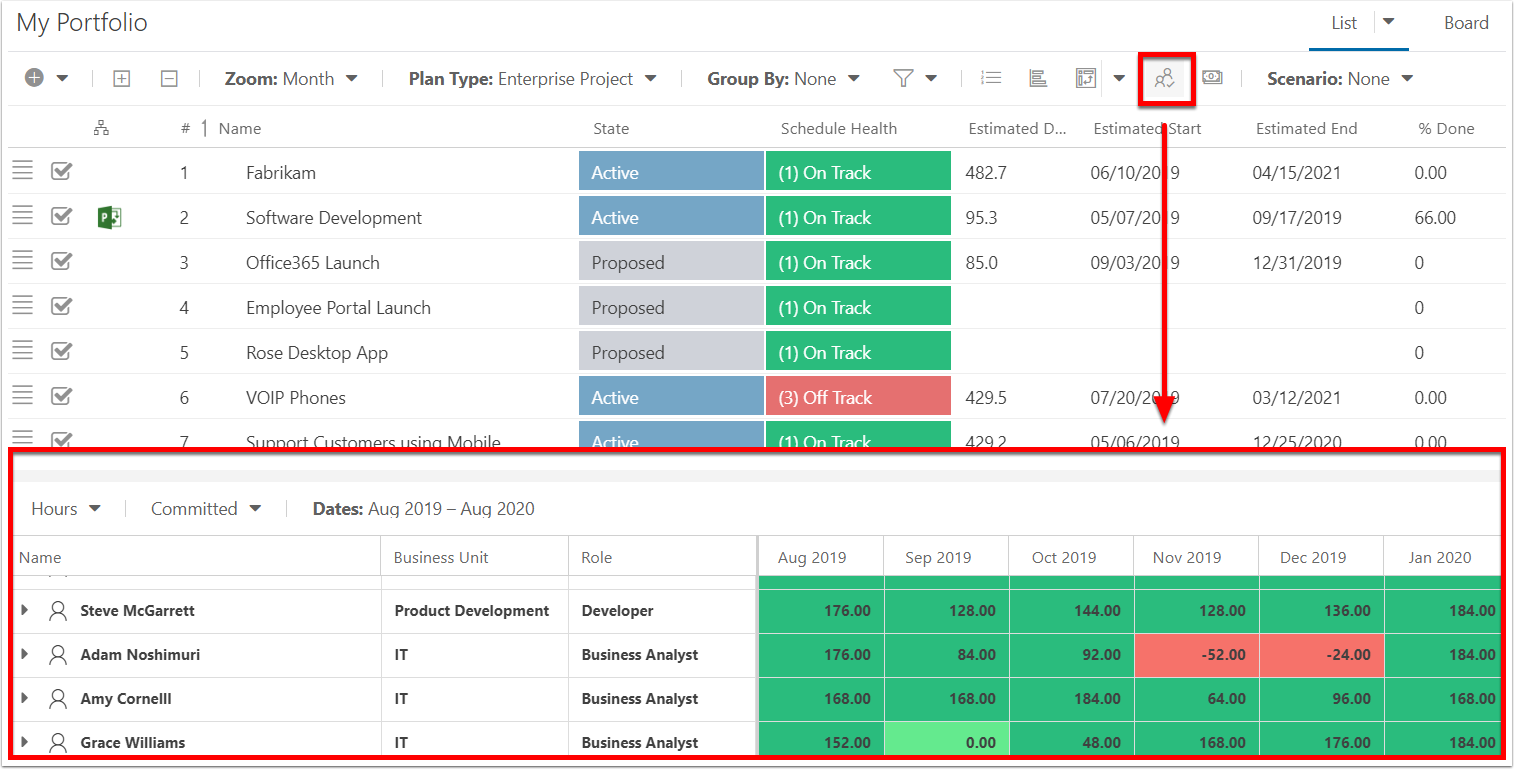 My Portfolio List Board
Zoom: Month Plan Type: Enterprise Project Group By: None Scenario: None
# Name State Schedule Health Estimated D... Estimated Start Estimated End % Done
1 Fabrikam Active (1) On Track 482.7 06/10/2019 04/15/2021 0.00
2 Software Development Active (1) On Track 95.3 05/07/2019 09/17/2019 66.00
3 Office365 Launch Proposed (1) On Track 85.0 09/03/2019 12/31/2019 0
4 Employee Portal Launch Proposed (1) On Track 0
5 Rose Desktop App Proposed (1) On Track 0
6 VOIP Phones Active (3) Off Track 429.5 07/20/2019 03/12/2021 0.00
7 Support Customers using Mobile Active (1) On Track 429.2 05/06/2019 12/25/2020 0.00
Hours Committed Dates: Aug 2019 – Aug 2020
Name Business Unit Role Aug 2019 Sep 2019 Oct 2019 Nov 2019 Dec 2019 Jan 2020
Steve McGarrett Product Development Developer 176.00 128.00 144.00 128.00 136.00 184.00
Adam Noshimuri IT Business Analyst 176.00 84.00 92.00 -52.00 -24.00 184.00
Amy Cornelll IT Business Analyst 168.00 168.00 184.00 64.00 96.00 168.00
Grace Williams IT Business Analyst 152.00 0.00 48.00 168.00 176.00 184.00